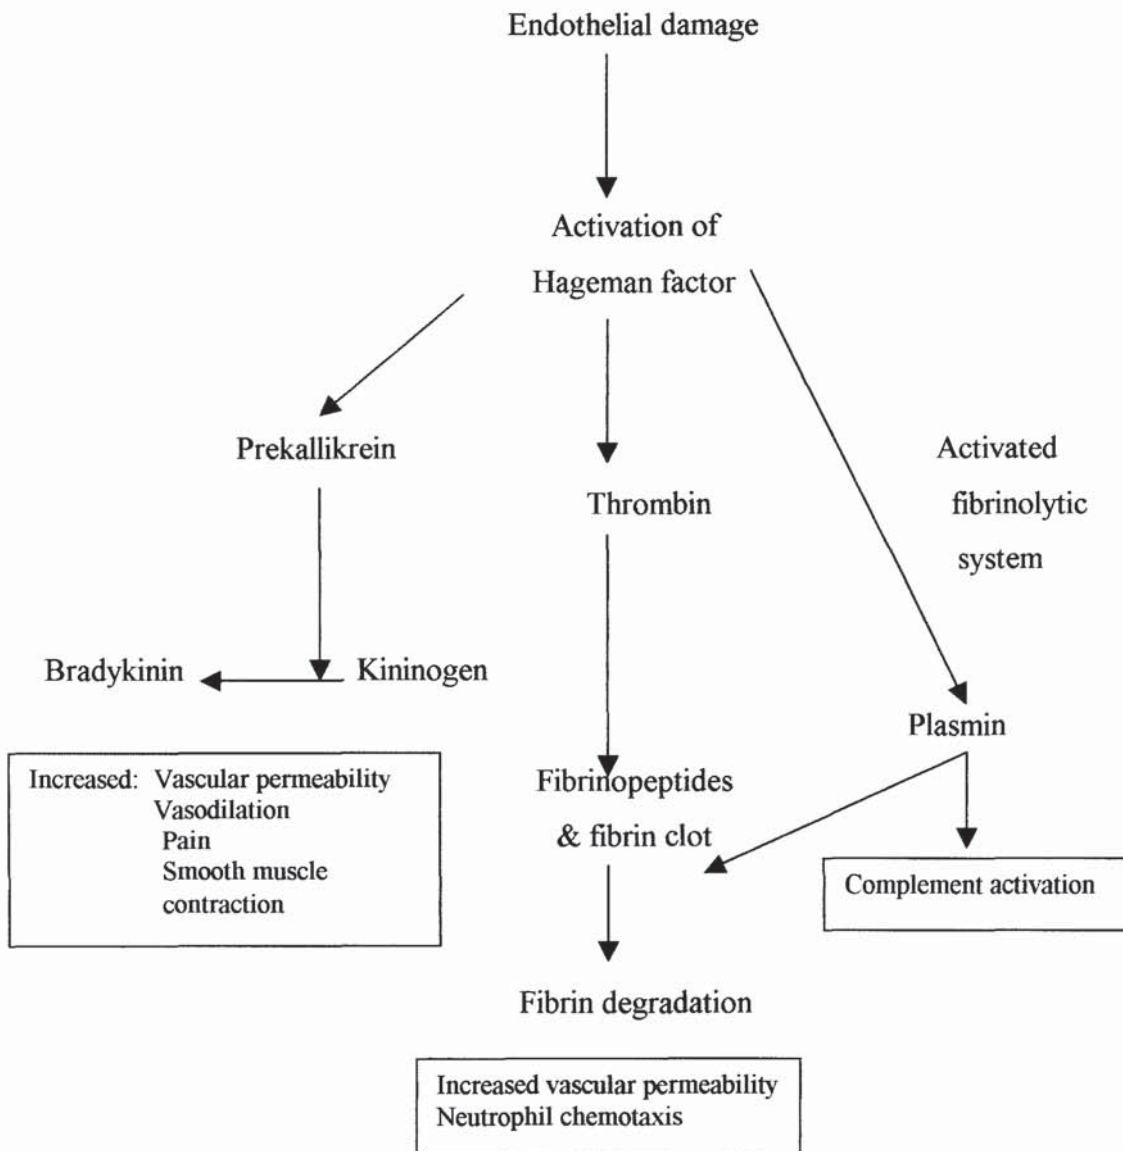 Endothelial damage
Activation of
Hageman factor
Prekallikrein
Activated
fibrinolytic
system
Thrombin
Bradykinin
Kininogen
Plasmin
Increased: Vascular permeability
Vasodilation
Pain
Smooth muscle
contraction
Fibrinopeptides
& fibrin clot
Complement activation
Fibrin degradation
Increased vascular permeability
Neutrophil chemotaxis